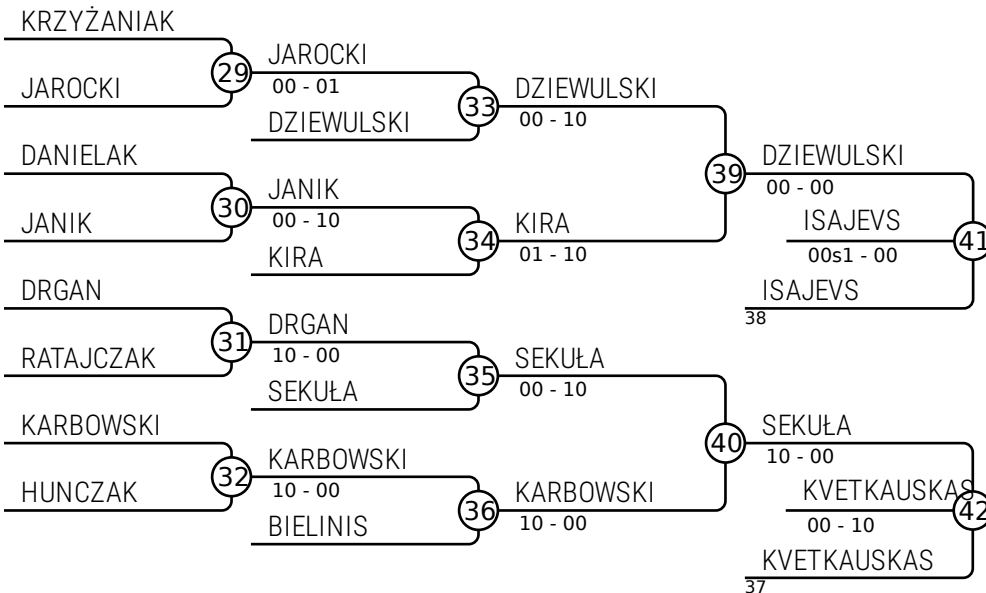 KRZYŻANIAK
29
JAROCKI
JAROCKI
00 - 01
33
DZIEWULSKI
DZIEWULSKI
00 - 10
DANIELAK
30
JANIK
JANIK
00 - 10
34
KIRA
KIRA
01 - 10
39
DZIEWULSKI
00 - 00
ISAJEVS
00s1 - 00
41
ISAJEVS
38
DRGAN
31
RATAJCZAK
DRGAN
10 - 00
35
SEKUŁA
SEKUŁA
00 - 10
KARBOWSKI
32
HUNCZAK
KARBOWSKI
10 - 00
36
BIELINIS
KARBOWSKI
10 - 00
40
SEKUŁA
10 - 00
KVETKAUSKAS
00 - 10
42
KVETKAUSKAS
37